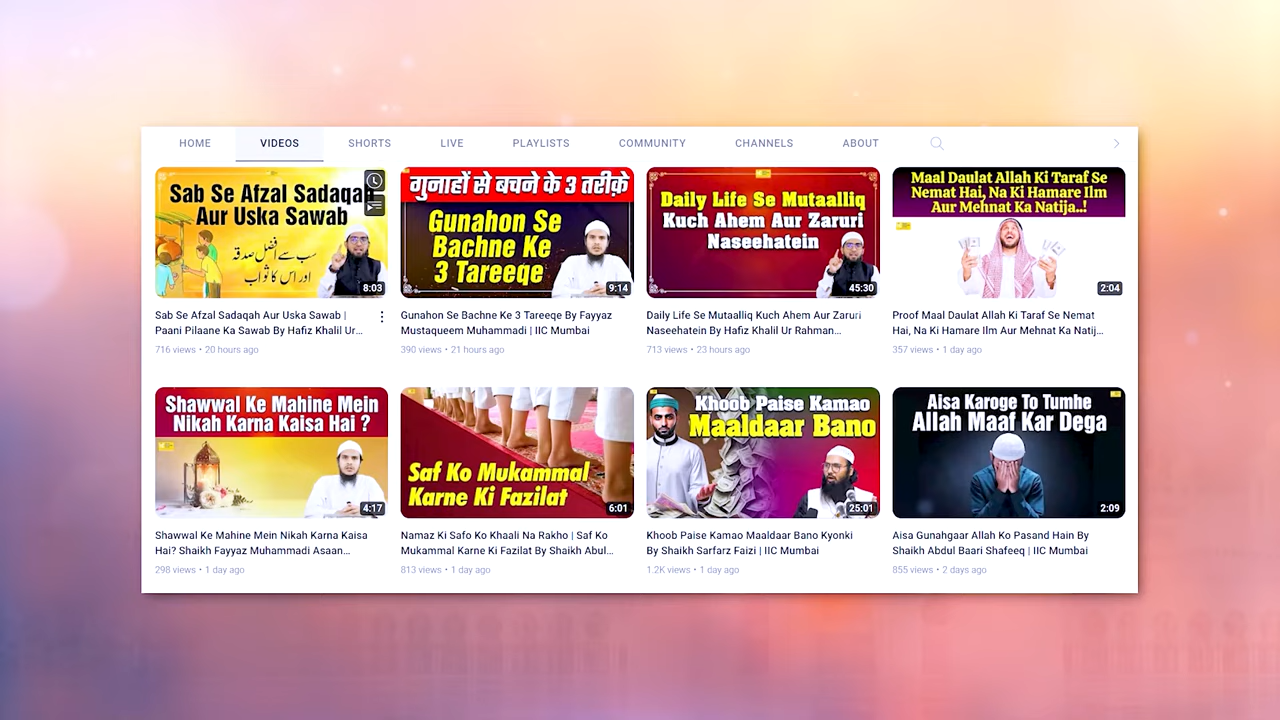 HOME VIDEOS SHORTS LIVE PLAYLISTS COMMUNITY CHANNELS ABOUT
Sab Se Afzal Sadaqah
Aur Uska Sawab
سب سے افضل صدقہ
اور اس کا ثواب
8:03
गुनाहों से बचने के 3 तरीक़े
Gunahon Se
Bachne Ke
3 Tareeqe
9:14
Daily Life Se Mutaalliq
Kuch Ahem Aur Zaruri
Naseehatein
45:30
Maal Daulat Allah Ki Taraf Se
Nemat Hai, Na Ki Hamare Ilm
Aur Mehnat Ka Natija..!
2:04
Sab Se Afzal Sadaqah Aur Uska Sawab |
Paani Pilaane Ka Sawab By Hafiz Khalil Ur...
716 views • 20 hours ago
Gunahon Se Bachne Ke 3 Tareeqe By Fayyaz
Mustaqueem Muhammadi | IIC Mumbai
390 views • 21 hours ago
Daily Life Se Mutaalliq Kuch Ahem Aur Zaruri
Naseehatein By Hafiz Khalil Ur Rahman...
713 views • 23 hours ago
Proof Maal Daulat Allah Ki Taraf Se Nemat
Hai, Na Ki Hamare Ilm Aur Mehnat Ka Natij...
357 views • 1 day ago
Shawwal Ke Mahine Mein
Nikah Karna Kaisa Hai ?
4:17
Saf Ko Mukammal
Karne Ki Fazilat
6:01
Khoob Paise Kamao
Maaldaar Bano
25:01
Aisa Karoge To Tumhe
Allah Maaf Kar Dega
2:09
Shawwal Ke Mahine Mein Nikah Karna Kaisa
Hai? Shaikh Fayyaz Muhammadi Asaan...
298 views • 1 day ago
Namaz Ki Safo Ko Khaali Na Rakho | Saf Ko
Mukammal Karne Ki Fazilat By Shaikh Abul...
813 views • 1 day ago
Khoob Paise Kamao Maaldaar Bano Kyonki
By Shaikh Sarfarz Faizi | IIC Mumbai
1.2K views • 1 day ago
Aisa Gunahgaar Allah Ko Pasand Hain By
Shaikh Abdul Baari Shafeeq | IIC Mumbai
855 views • 2 days ago